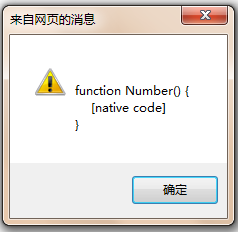 来自网页的消息
function Number() {
    [native code]
}
确定